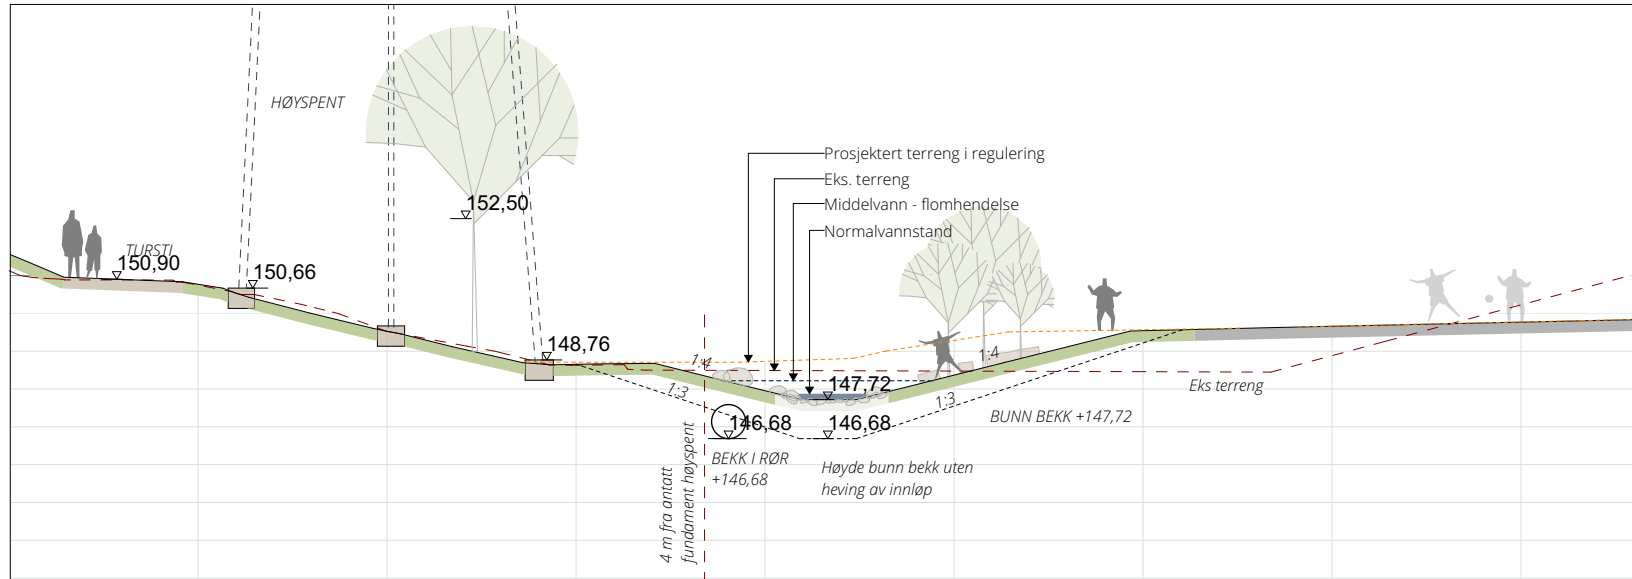 HØYSPENT
Prosjektert terreng i regulering
Eks. terreng
Middelvann - flomhendelse
Normalvannstand
152,50
TURSTI
150,90
150,66
148,76
1:4
1:4
1:3
1:3
147,72
Eks terreng
146,68
146,68
BUNN BEKK +147,72
BEKK I RØR
+146,68
Høyde bunn bekk uten
heving av innløp
4 m fra antatt
fundament høyspent